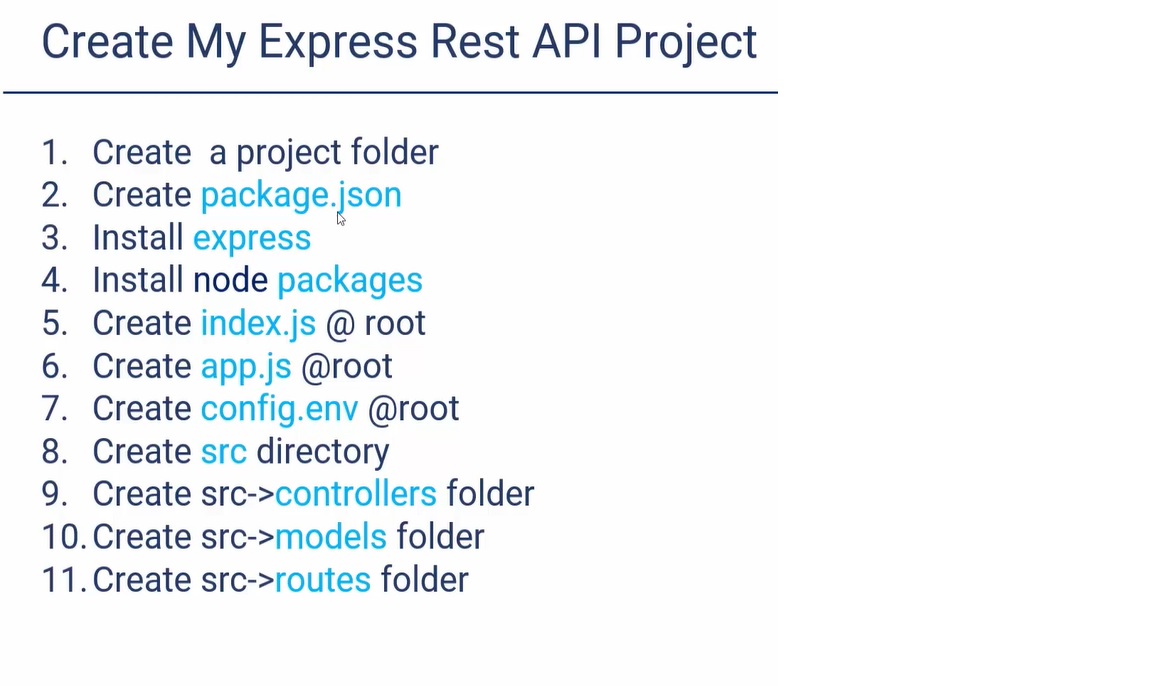 Create My Express Rest API Project
1. Create a project folder
2. Create package.json
3. Install express
4. Install node packages
5. Create index.js @ root
6. Create app.js @root
7. Create config.env @root
8. Create src directory
9. Create src->controllers folder
10. Create src->models folder
11. Create src->routes folder